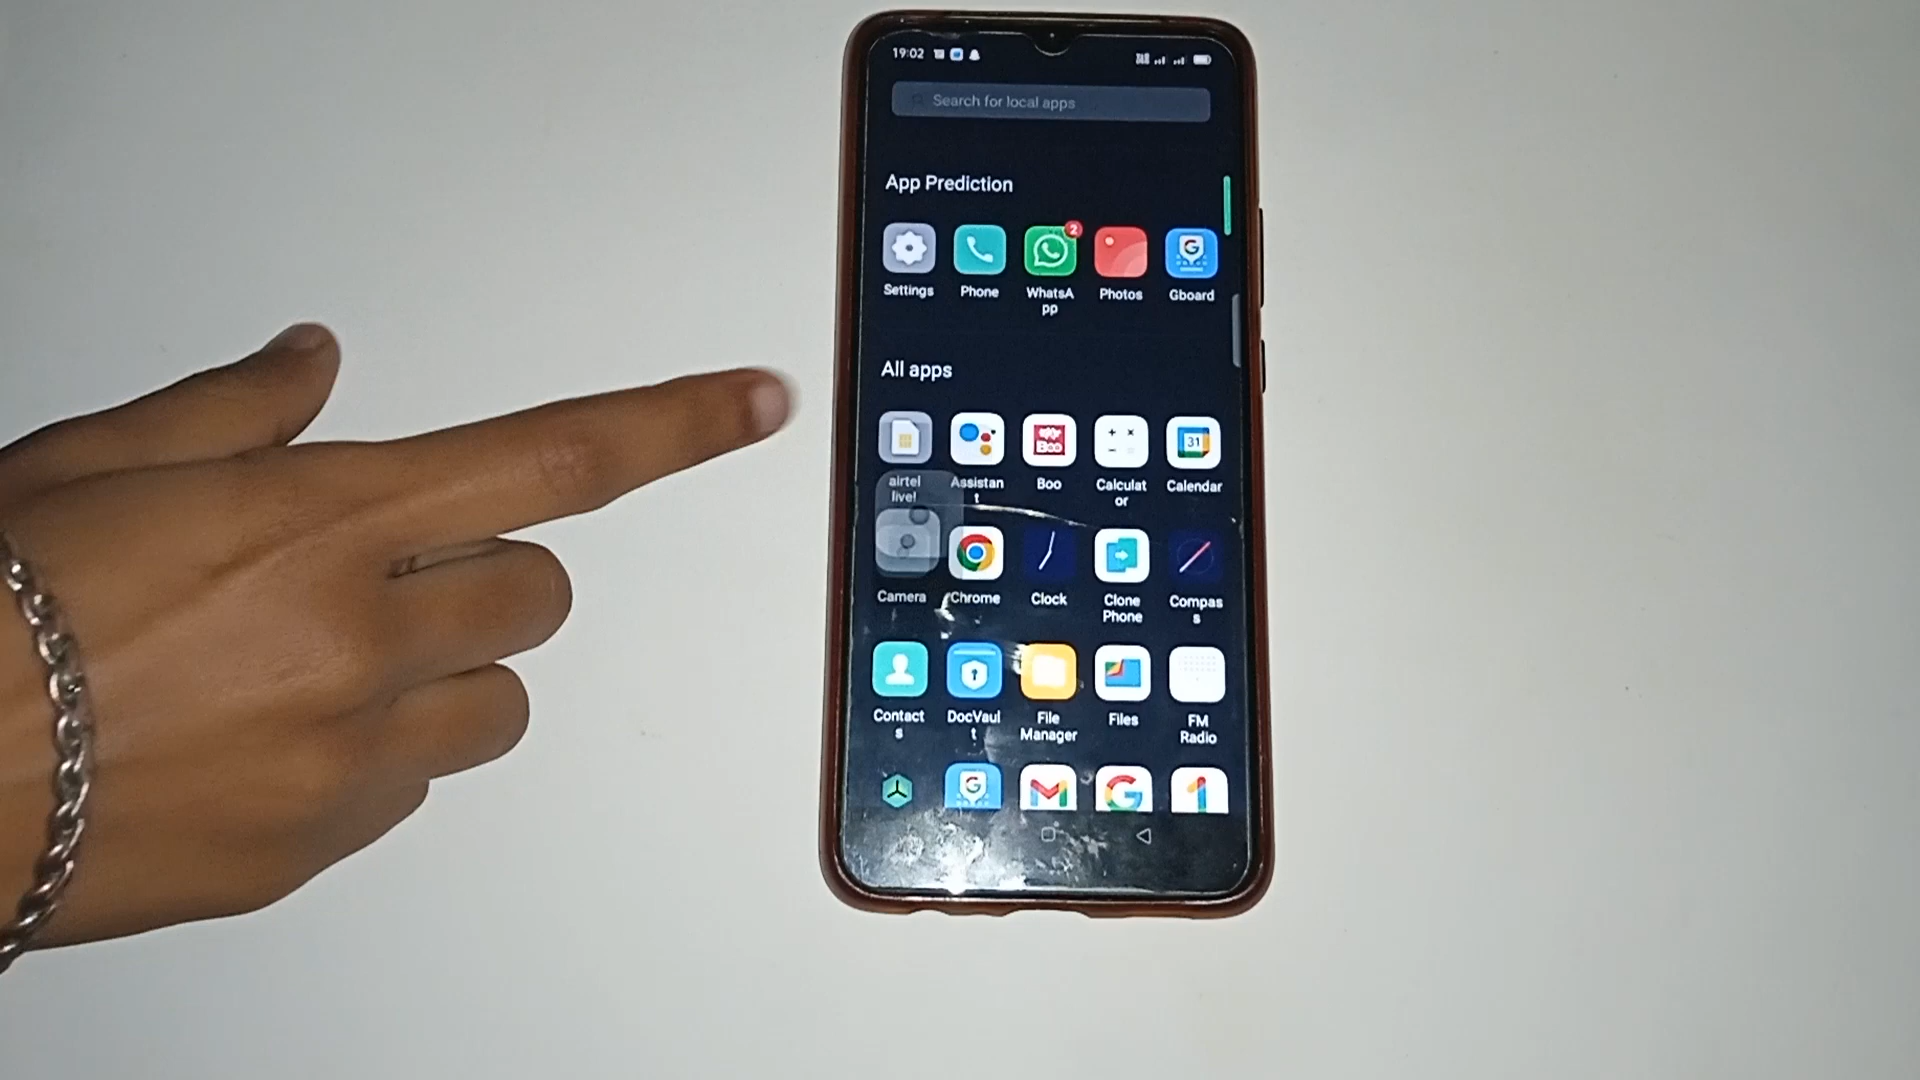 19:02
Search for local apps
App Prediction
2
Settings
Phone
WhatsA
pp
Photos
Gboard
All apps
airtel
live!
Assistan
t
Boo
Calculat
or
31
Calendar
Camera
Chrome
Clock
Clone
Phone
Compas
s
Contact
s
DocVaul
t
File
Manager
Files
FM
Radio